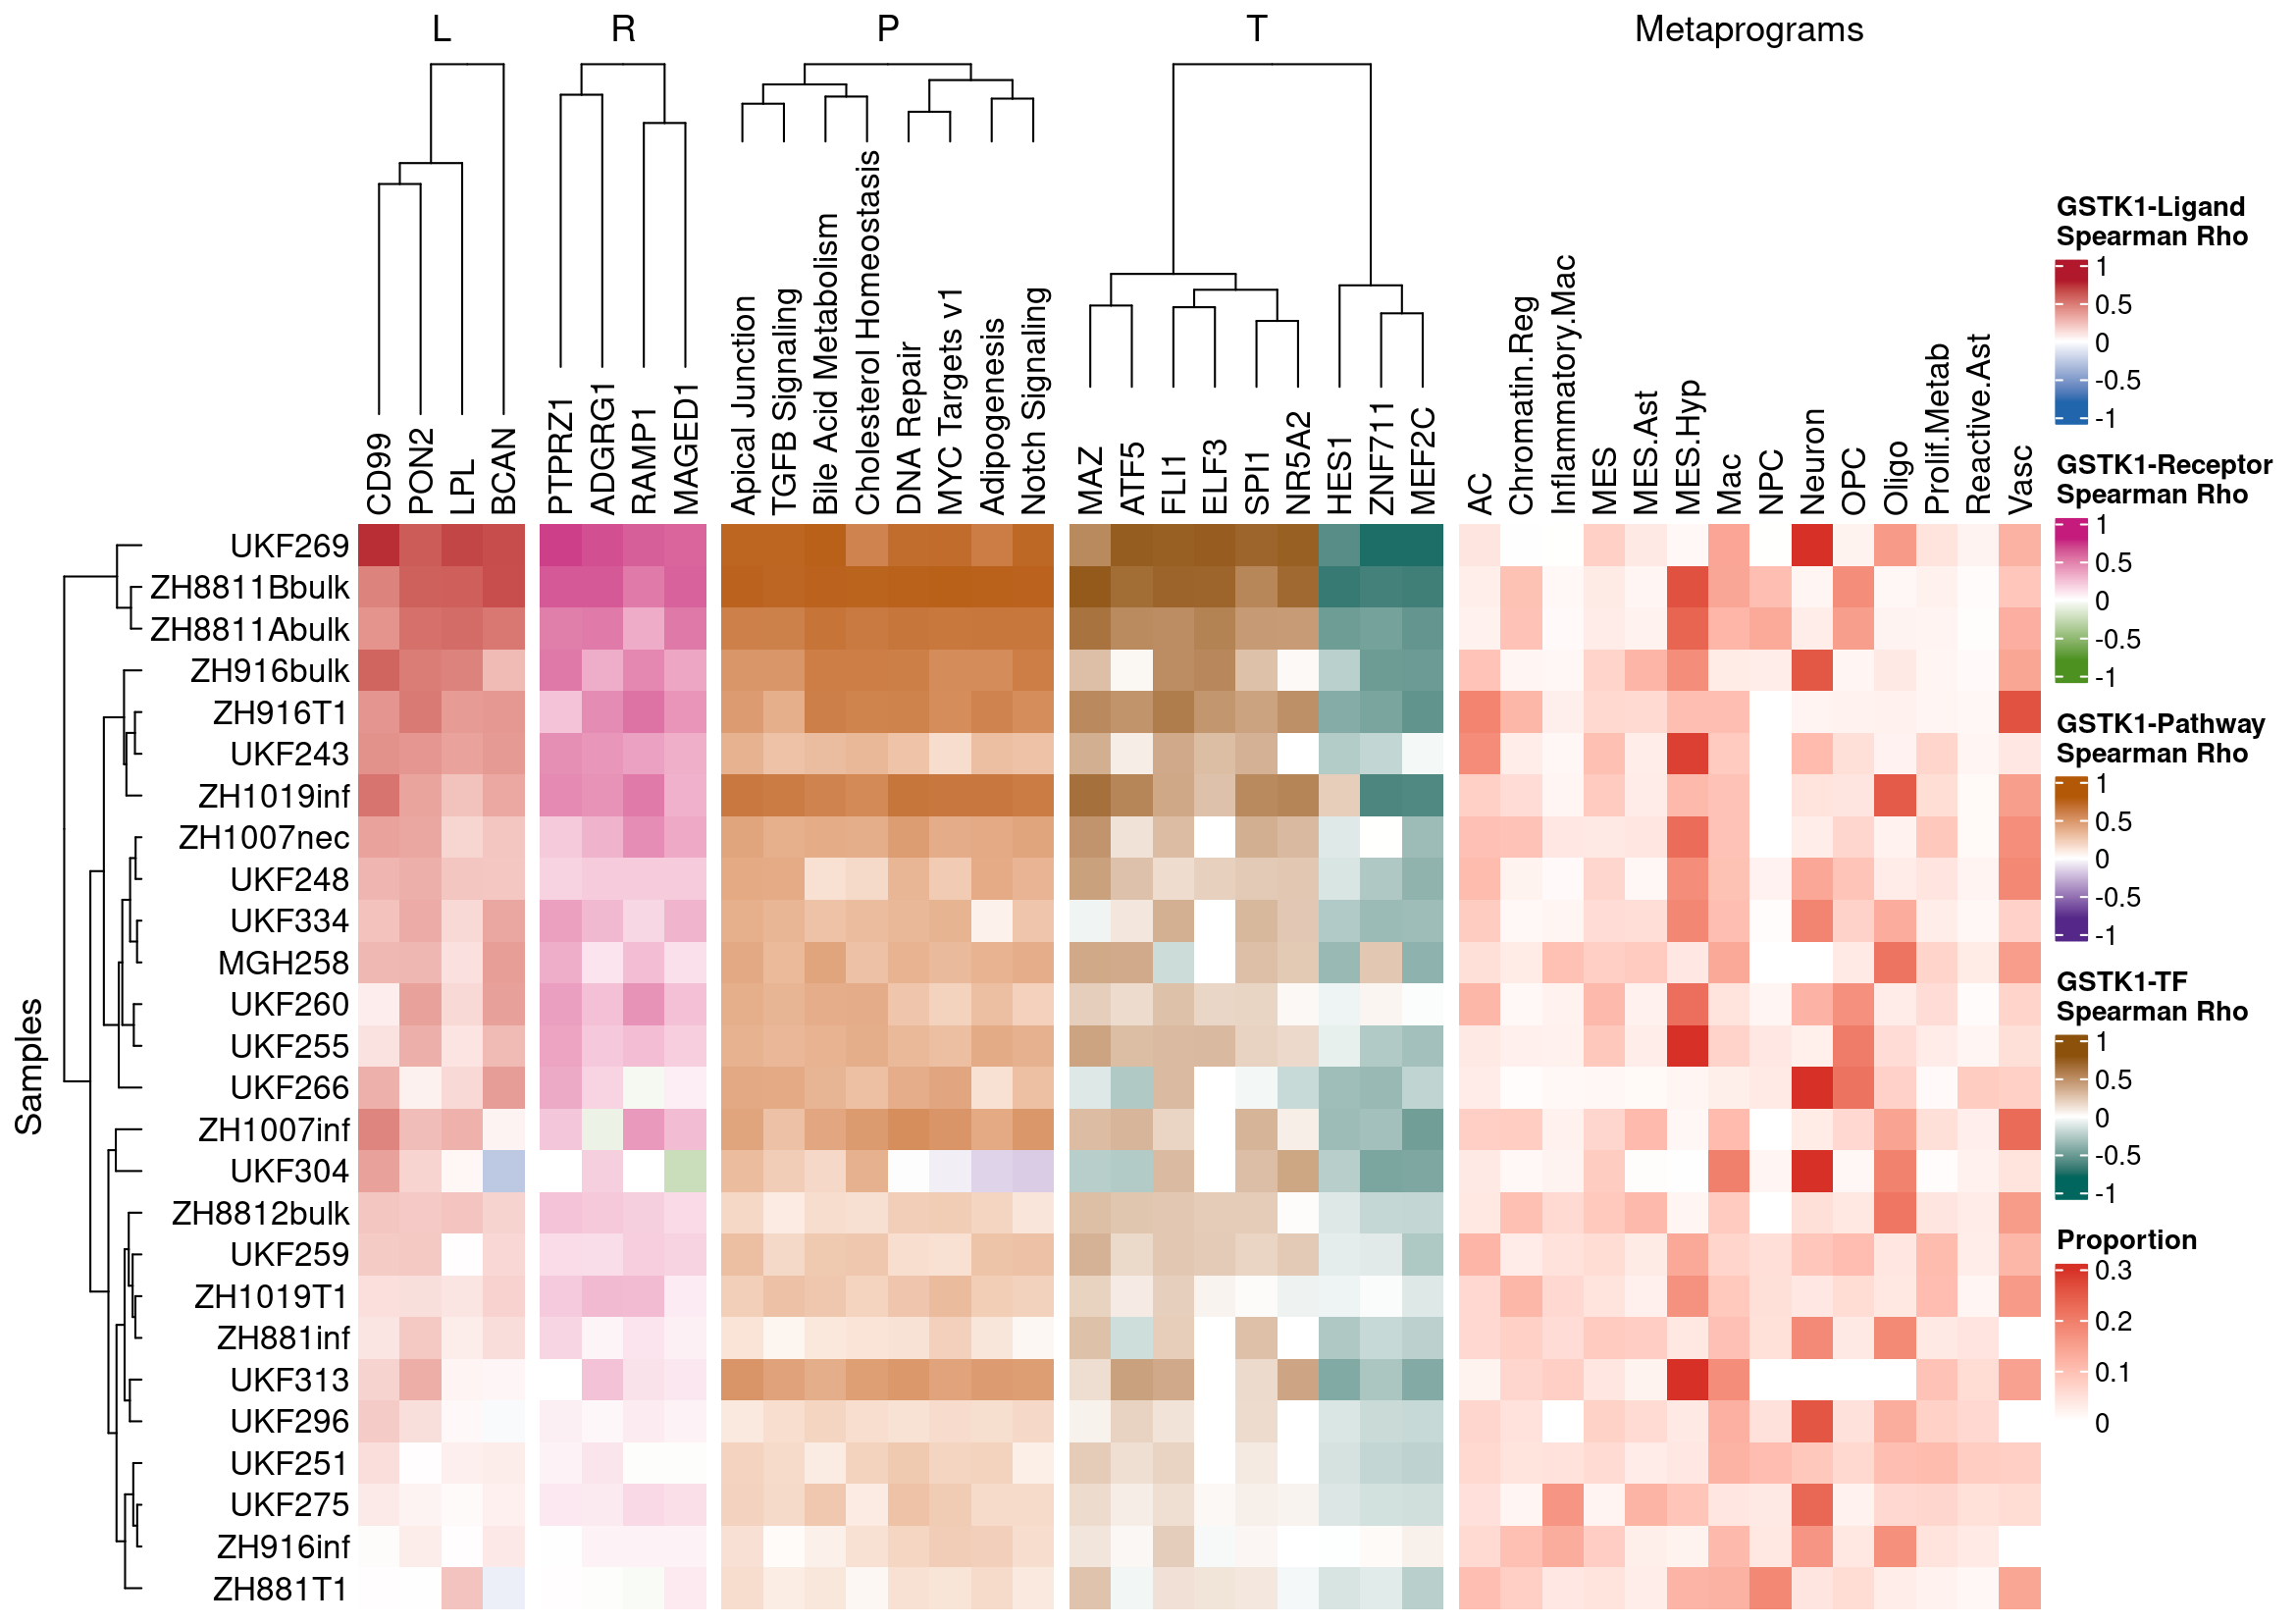 L R P T Metaprograms
CD99
PON2
LPL
BCAN
PTPRZ1
ADGRG1
RAMP1
MAGED1
Apical Junction
TGFB Signaling
Bile Acid Metabolism
Cholesterol Homeostasis
DNA Repair
MYC Targets v1
Adipogenesis
Notch Signaling
MAZ
ATF5
FLI1
ELF3
SPI1
NR5A2
HES1
ZNF711
MEF2C
AC
Chromatin.Reg
Inflammatory.Mac
MES
MES.Ast
MES.Hyp
Mac
NPC
Neuron
OPC
Oligo
Prolif.Metab
Reactive.Ast
Vasc
Samples
UKF269
ZH8811Bbulk
ZH8811Abulk
ZH916bulk
ZH916T1
UKF243
ZH1019inf
ZH1007nec
UKF248
UKF334
MGH258
UKF260
UKF255
UKF266
ZH1007inf
UKF304
ZH8812bulk
UKF259
ZH1019T1
ZH881inf
UKF313
UKF296
UKF251
UKF275
ZH916inf
ZH881T1
GSTK1-Ligand
Spearman Rho
1
0.5
0
-0.5
-1
GSTK1-Receptor
Spearman Rho
1
0.5
0
-0.5
-1
GSTK1-Pathway
Spearman Rho
1
0.5
0
-0.5
-1
GSTK1-TF
Spearman Rho
1
0.5
0
-0.5
-1
Proportion
0.3
0.2
0.1
0